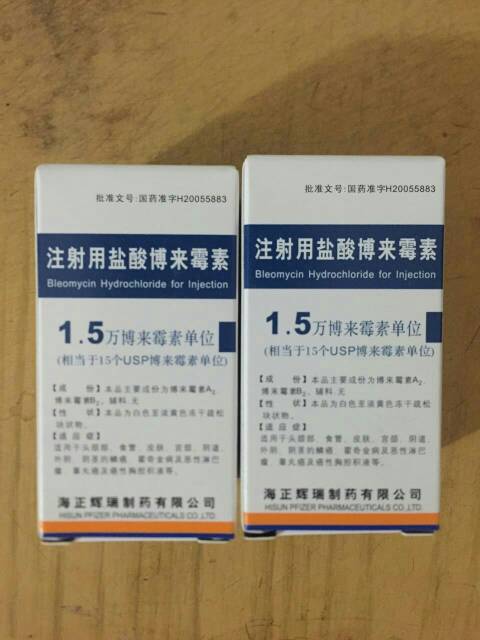 批准文号:国药准字H20055883
注射用盐酸博来霉素
Bleomycin Hydrochloride for Injection
1.5万博来霉素单位
(相当于15个USP博来霉素单位)
【成 份】本品主要成份为博来霉素A2、
博来霉素B2。辅料:无
【性 状】本品为白色至淡黄色冻干疏松
块状物。
【适应症】
适用于头颈部、食管、皮肤、宫颈、阴道、
外阴、阴茎的鳞癌，霍奇金病及恶性淋巴
瘤，睾丸癌及癌性胸腔积液等。
海正辉瑞制药有限公司
HISUN PFIZER PHARMACEUTICALS CO.,LTD.
批准文号:国药准字H20055883
注射用盐酸博来霉素
Bleomycin Hydrochloride for Injection
1.5万博来霉素单位
(相当于15个USP博来霉素单位)
【成 份】本品主要成份为博来霉素A2、
博来霉素B2。辅料:无
【性 状】本品为白色至淡黄色冻干疏松
块状物。
【适应症】
适用于头颈部、食管、皮肤、宫颈、阴道、
外阴、阴茎的鳞癌，霍奇金病及恶性淋巴
瘤，睾丸癌及癌性胸腔积液等。
海正辉瑞制药有限公司
HISUN PFIZER PHARMACEUTICALS CO.,LTD.